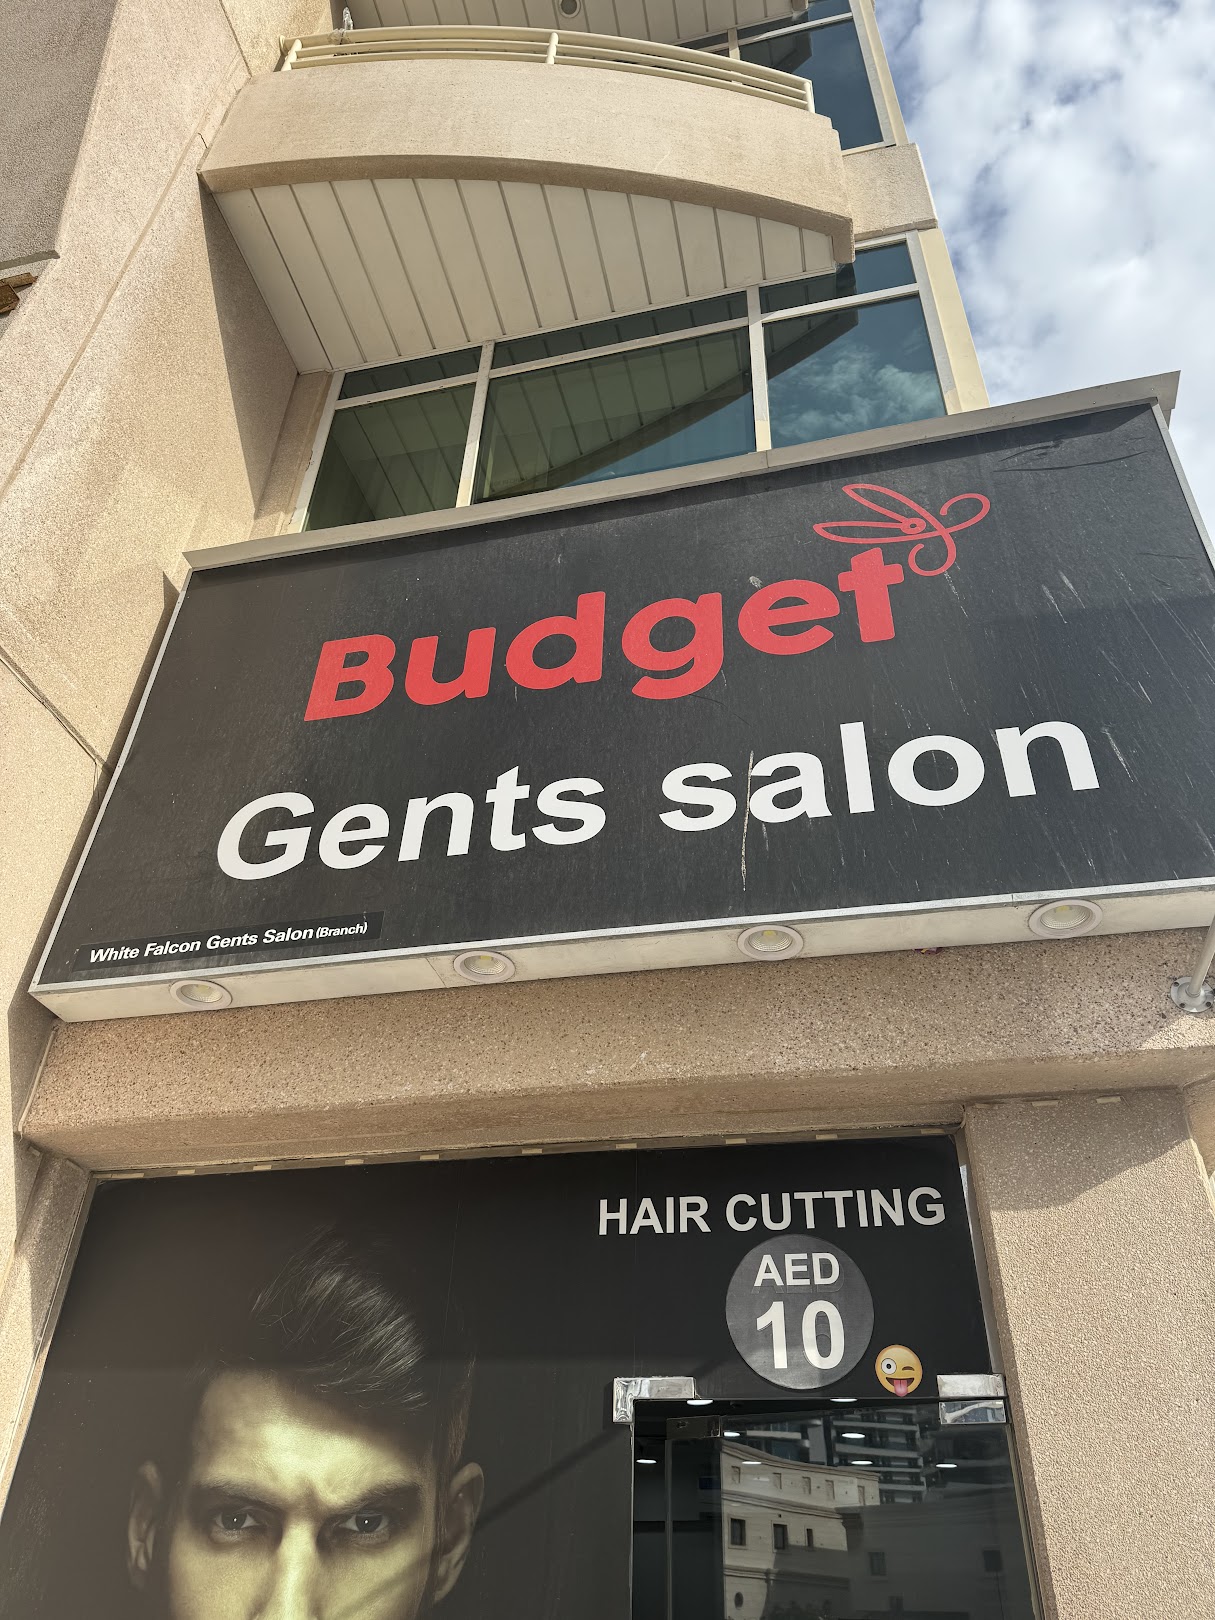 Budget
Gents salon
White Falcon Gents Salon (Branch)
HAIR CUTTING
AED
10